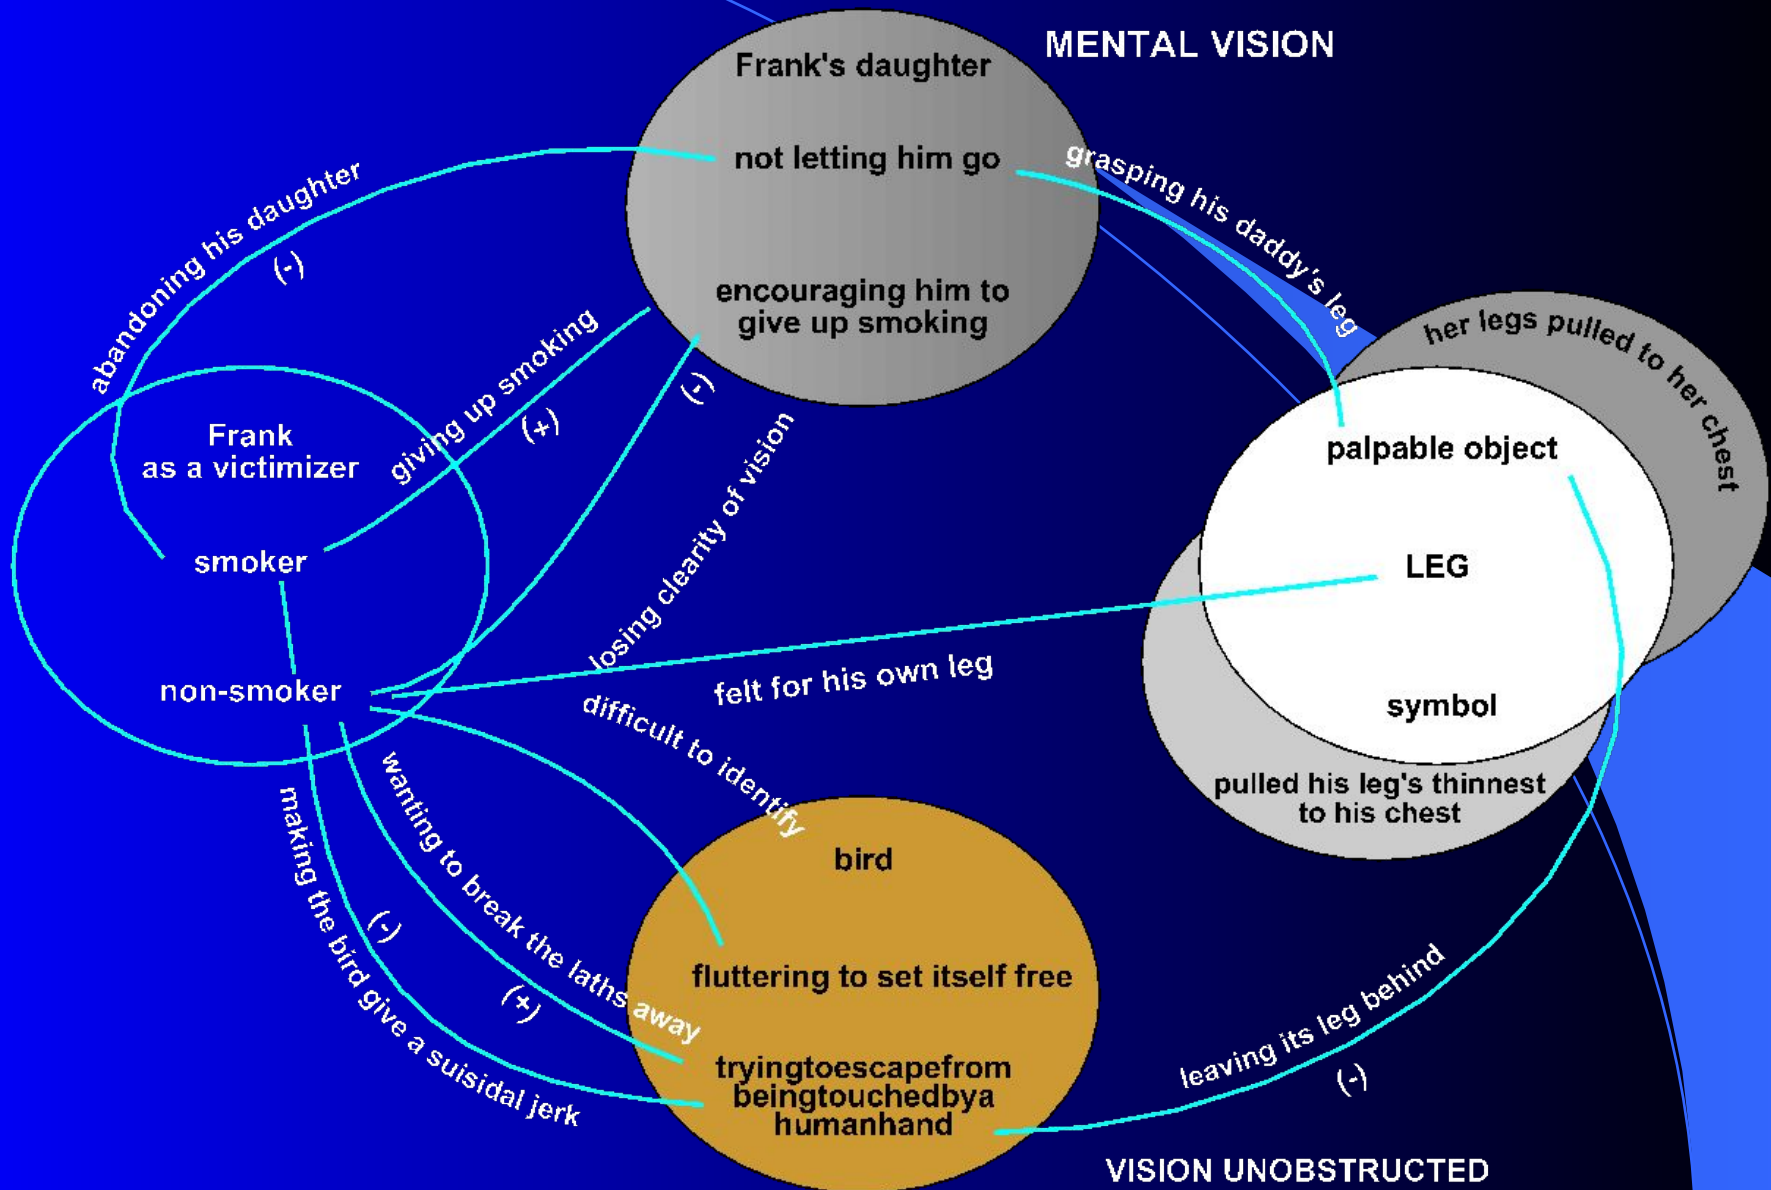 MENTAL VISION
Frank's daughter
not letting him go
encouraging him to
give up smoking
abandoning his daughter
(-)
giving up smoking
(+)
(-)
losing clearity of vision
grasping his daddy's leg
her legs pulled to her chest
palpable object
LEG
symbol
pulled his leg's thinnest
to his chest
Frank
as a victimizer
smoker
non-smoker
felt for his own leg
difficult to identify
wanting to break the laths away
(+)
making the bird give a suisidal jerk
(-)
bird
fluttering to set itself free
tryingtoescapefrom
beingtouchedbya
humanhand
leaving its leg behind
(-)
VISION UNOBSTRUCTED